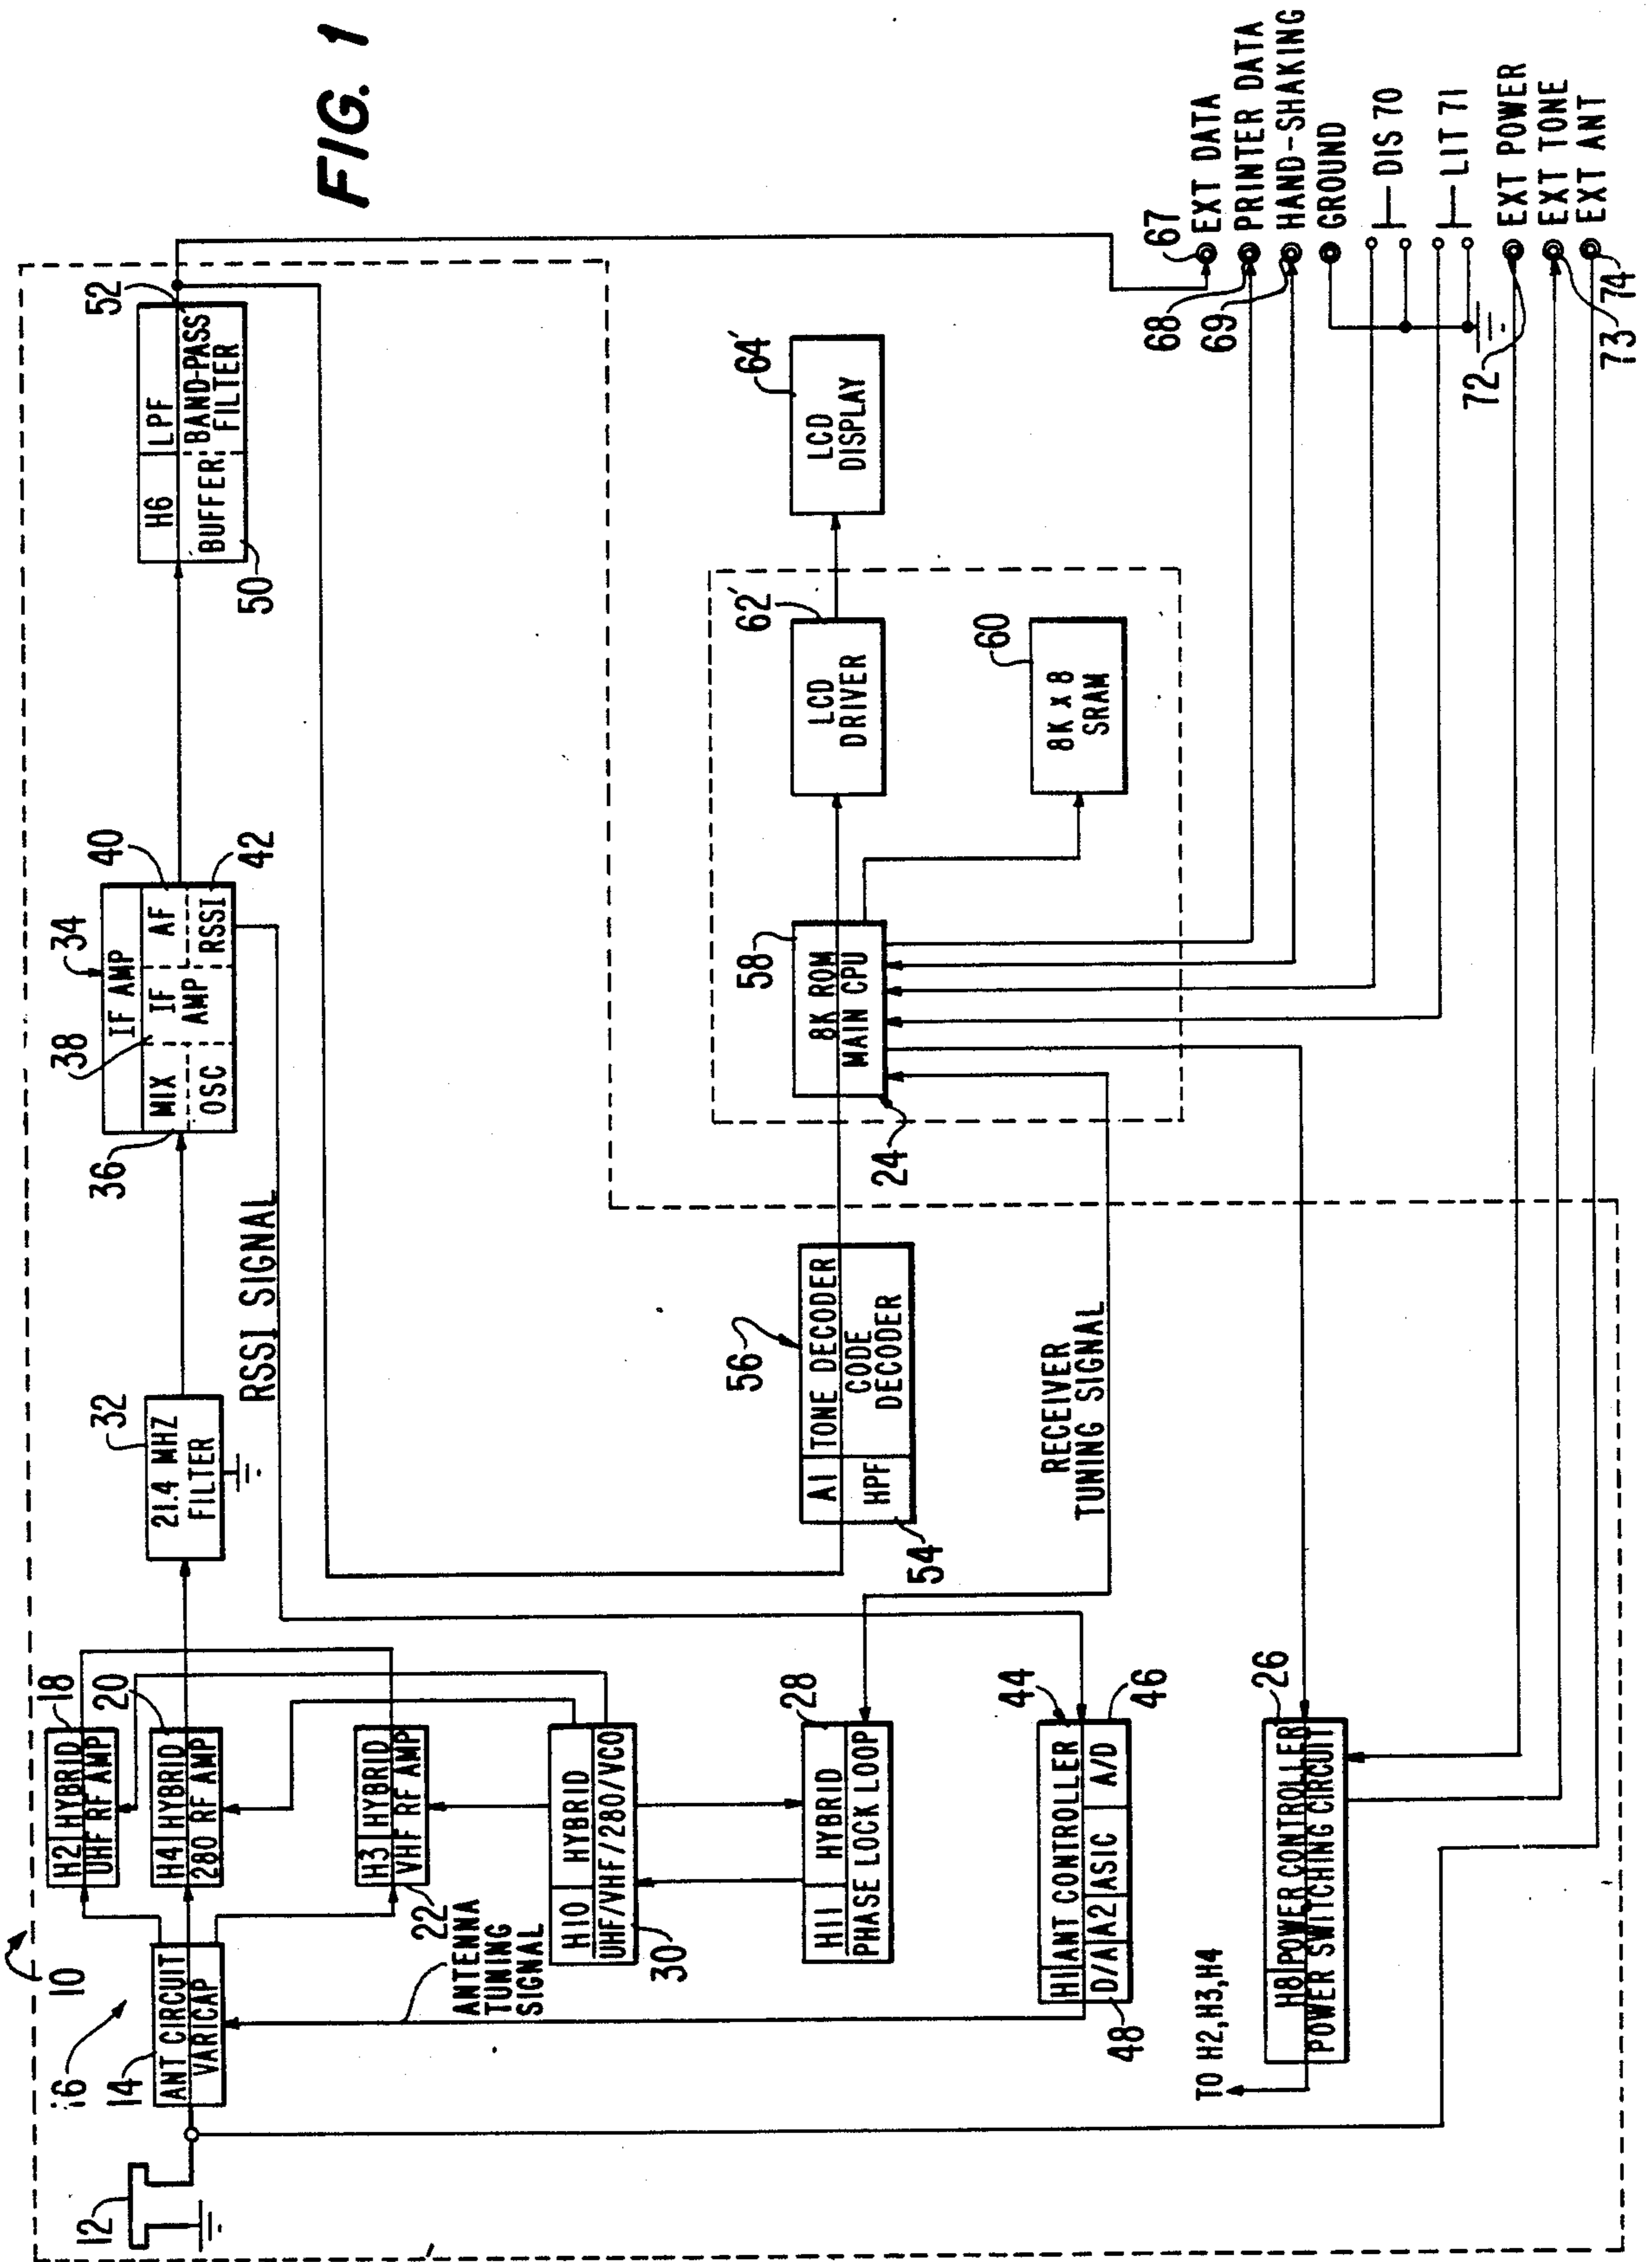 FIG. 1
10
12
16
14
ANT CIRCUIT
VARICAP
18
H2 HYBRID
UHF RF AMP
20
H4 HYBRID
280 RF AMP
H3 HYBRID
VHF RF AMP
22
ANTENNA
TUNING
SIGNAL
H10 HYBRID
UHF/VHF/280/VCO
30
28
H11 HYBRID
PHASE LOCK LOOP
44
H1 ANT CONTROLLER
D/A A2 ASIC A/D
46
48
TO H2,H3,H4
26
H8 POWER CONTROLLER
POWER SWITCHING CIRCUIT
32
21.4 MHZ
FILTER
RSSI SIGNAL
34
IF AMP
38
36
MIX
OSC
IF
AMP
AF
RSSI
40
42
H6 LPF
BUFFER
BAND-PASS
FILTER
52
50
56
A1 TONE DECODER
HPF
CODE
DECODER
54
RECEIVER
TUNING SIGNAL
58
8K ROM
MAIN CPU
24
62'
LCD
DRIVER
60
8K x 8
SRAM
64'
LCD
DISPLAY
67
EXT DATA
68
PRINTER DATA
69
HAND-SHAKING
GROUND
DIS 70
LIT 71
72
EXT POWER
73
EXT TONE
74
EXT ANT